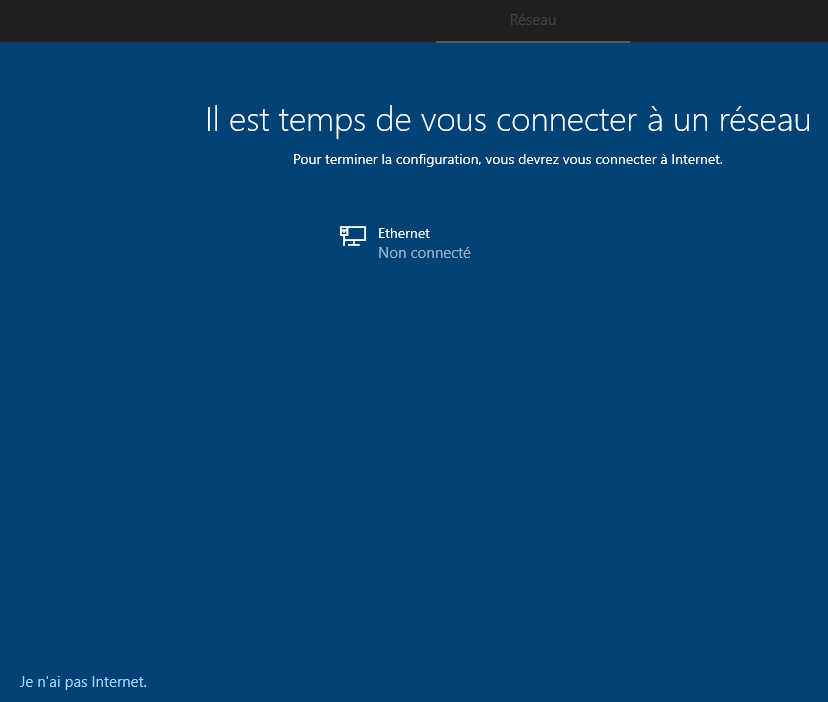 Réseau
Il est temps de vous connecter à un réseau
Pour terminer la configuration, vous devrez vous connecter à Internet.
Ethernet
Non connecté
Je n'ai pas Internet.